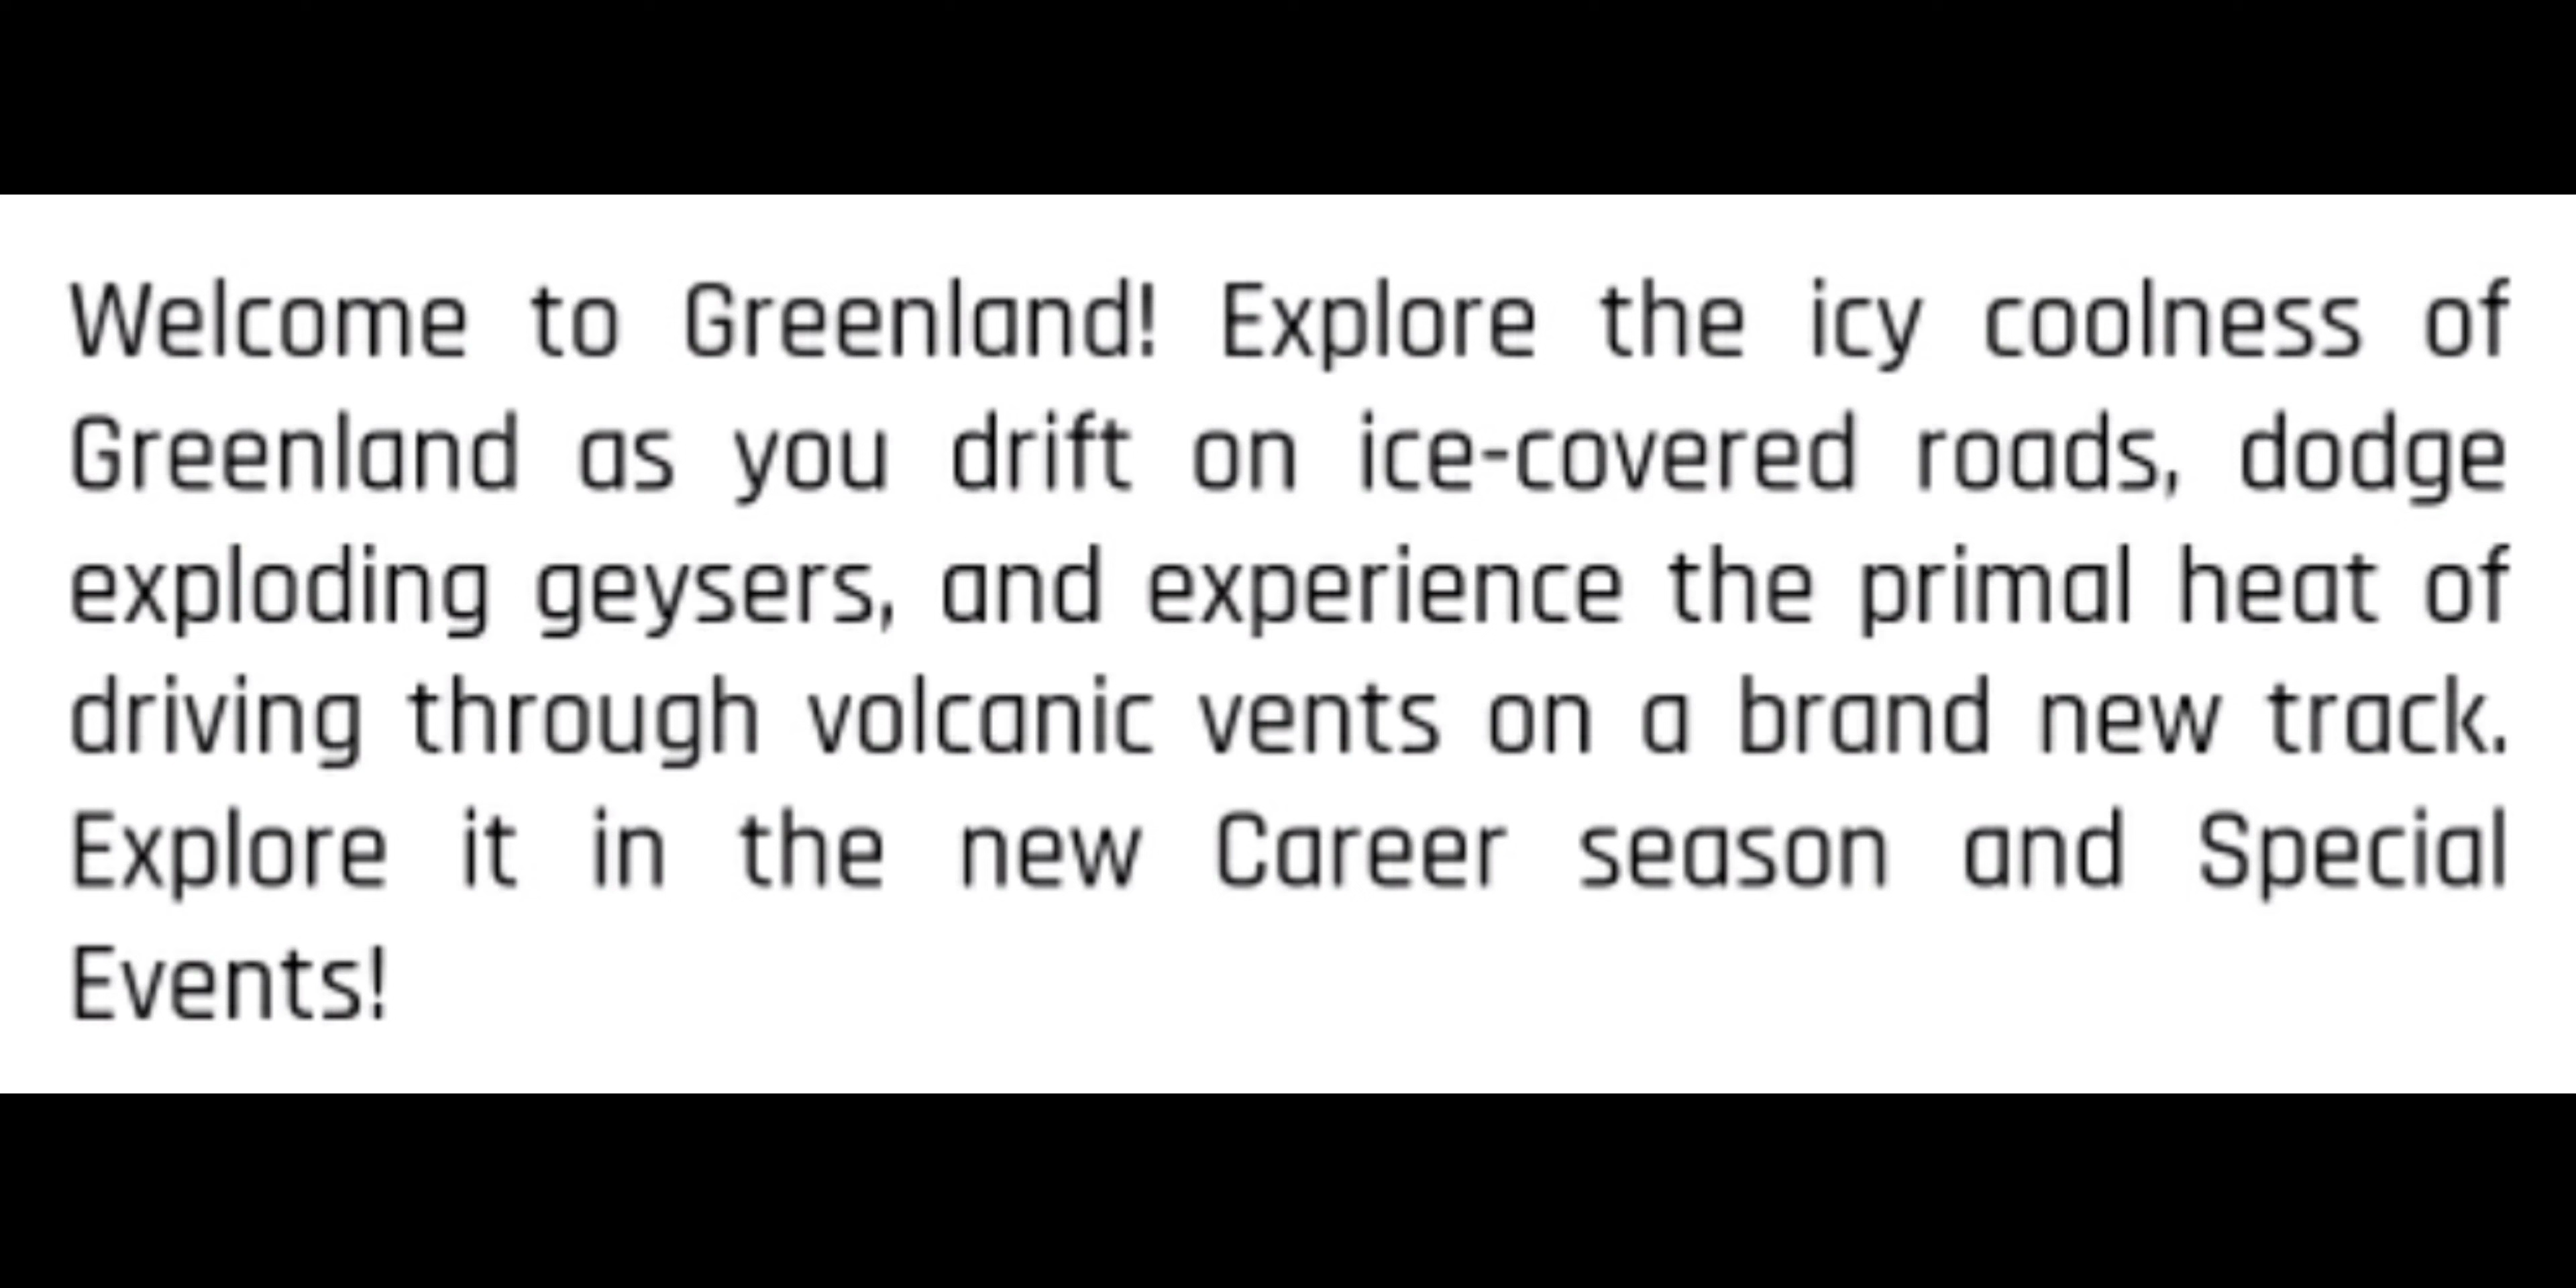 Welcome to Greenland! Explore the icy coolness of
Greenland as you drift on ice-covered roads, dodge
exploding geysers, and experience the primal heat of
driving through volcanic vents on a brand new track.
Explore it in the new Career season and Special
Events!